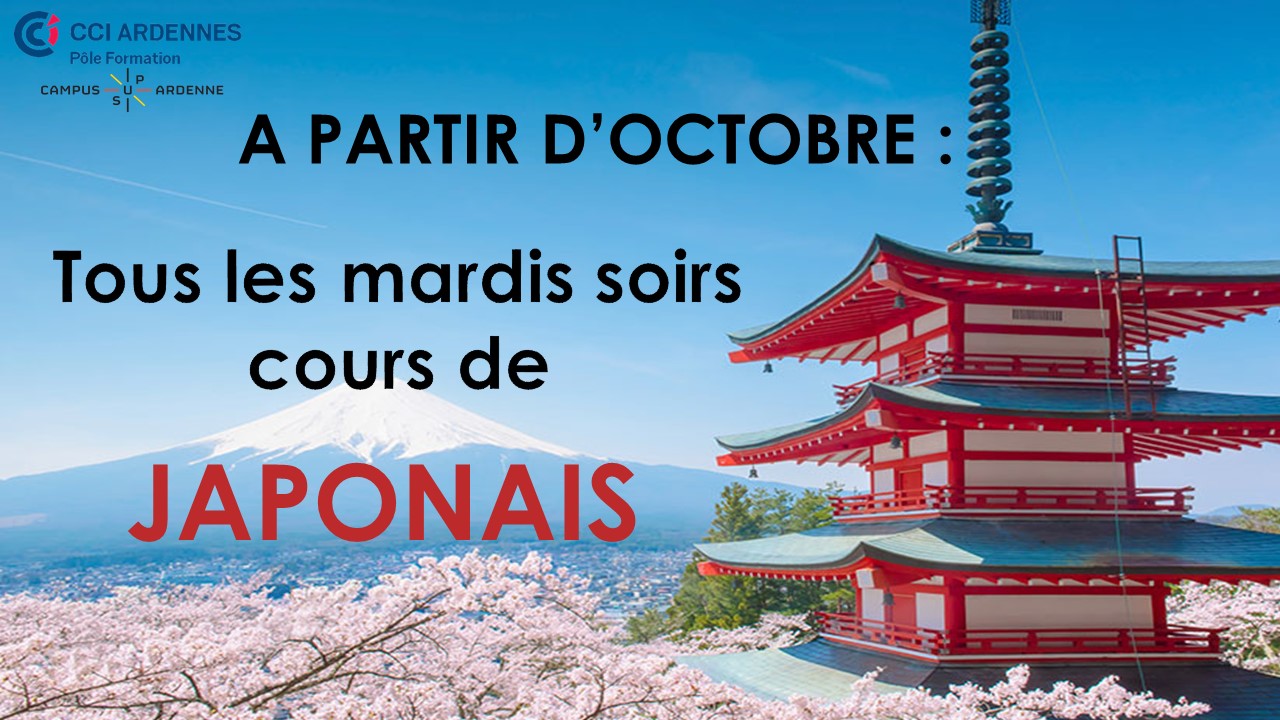 CCI ARDENNES
Pôle Formation
CAMPUS SUP ARDENNE
A PARTIR D’OCTOBRE :
Tous les mardis soirs
cours de
JAPONAIS